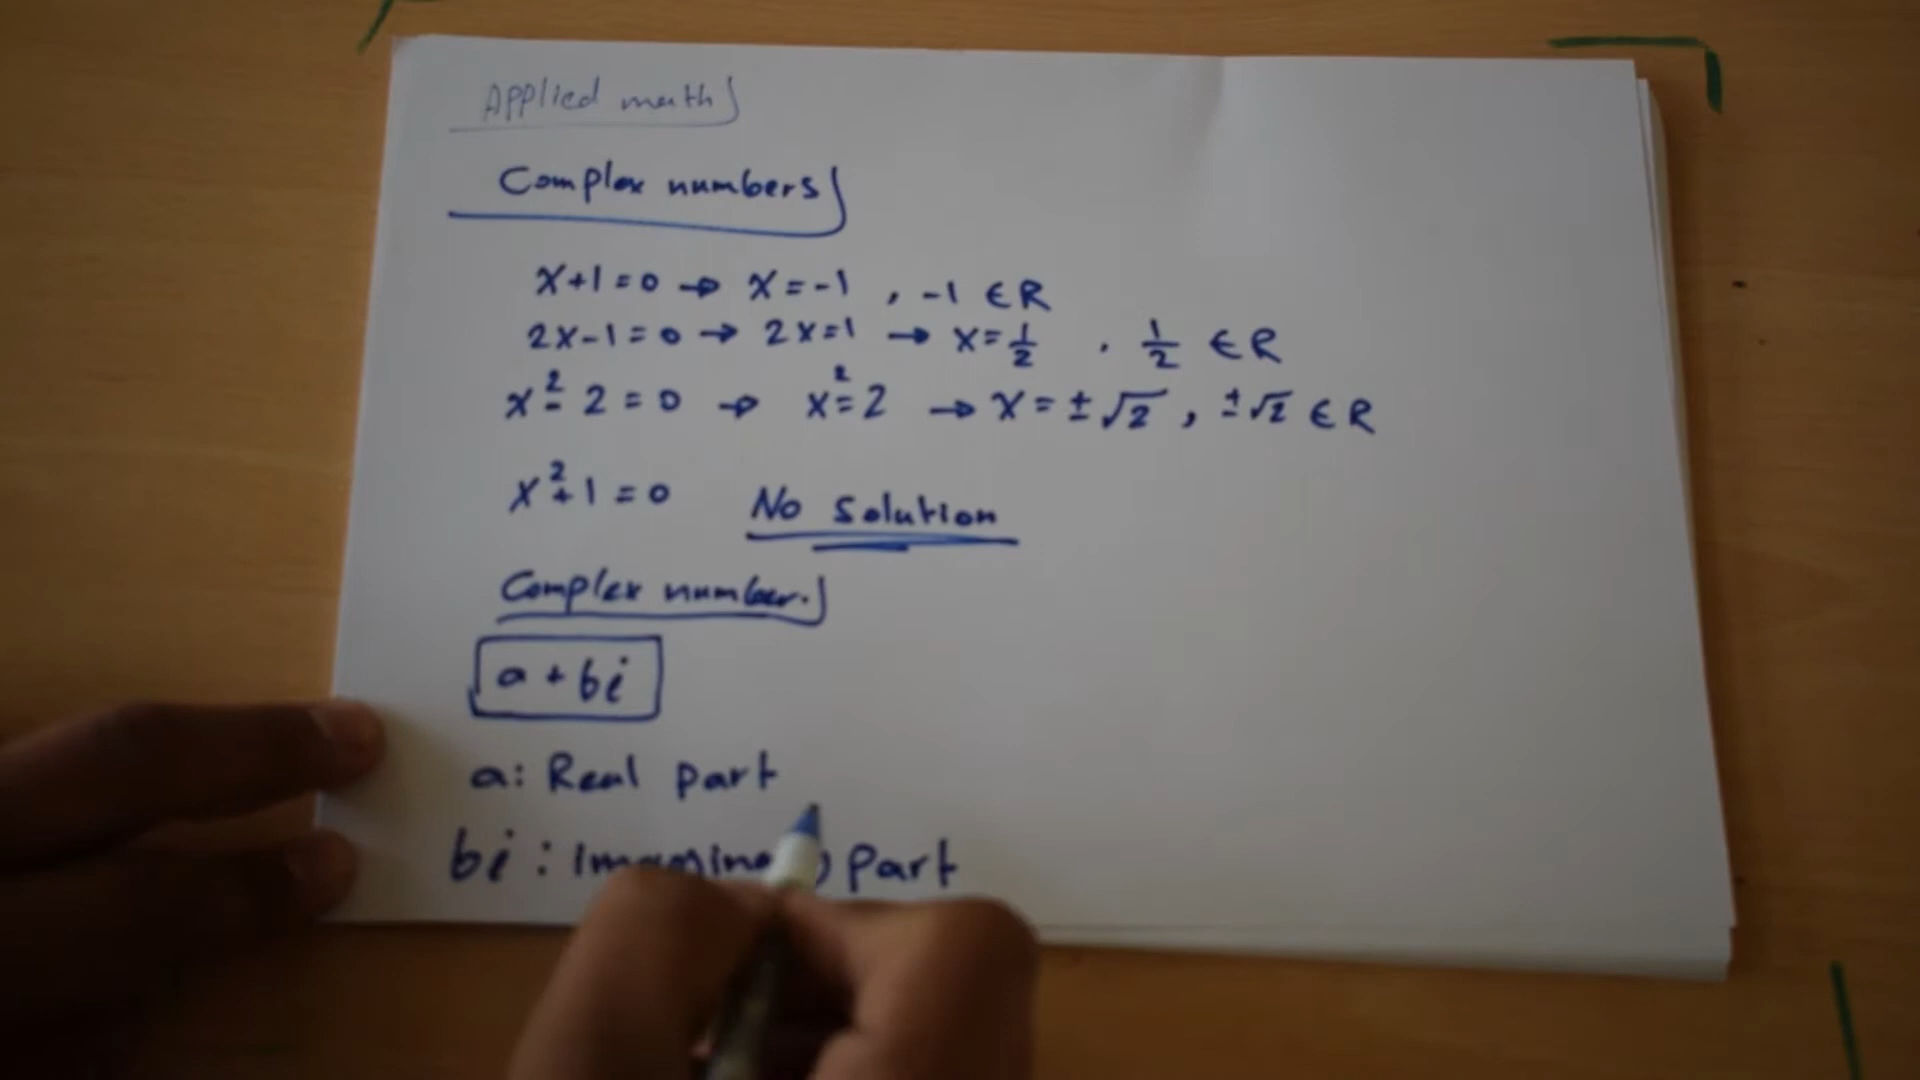 Applied math
Complex numbers
x+1=0 → x=-1 , -1 ∈ R
2x-1=0 → 2x=1 → x=1/2 . 1/2 ∈ R
x²-2=0 → x²=2 → x=±√2 , ±√2 ∈ R
x²+1=0 No solution
Complex number.
a+bi
a: Real part
bi: Part